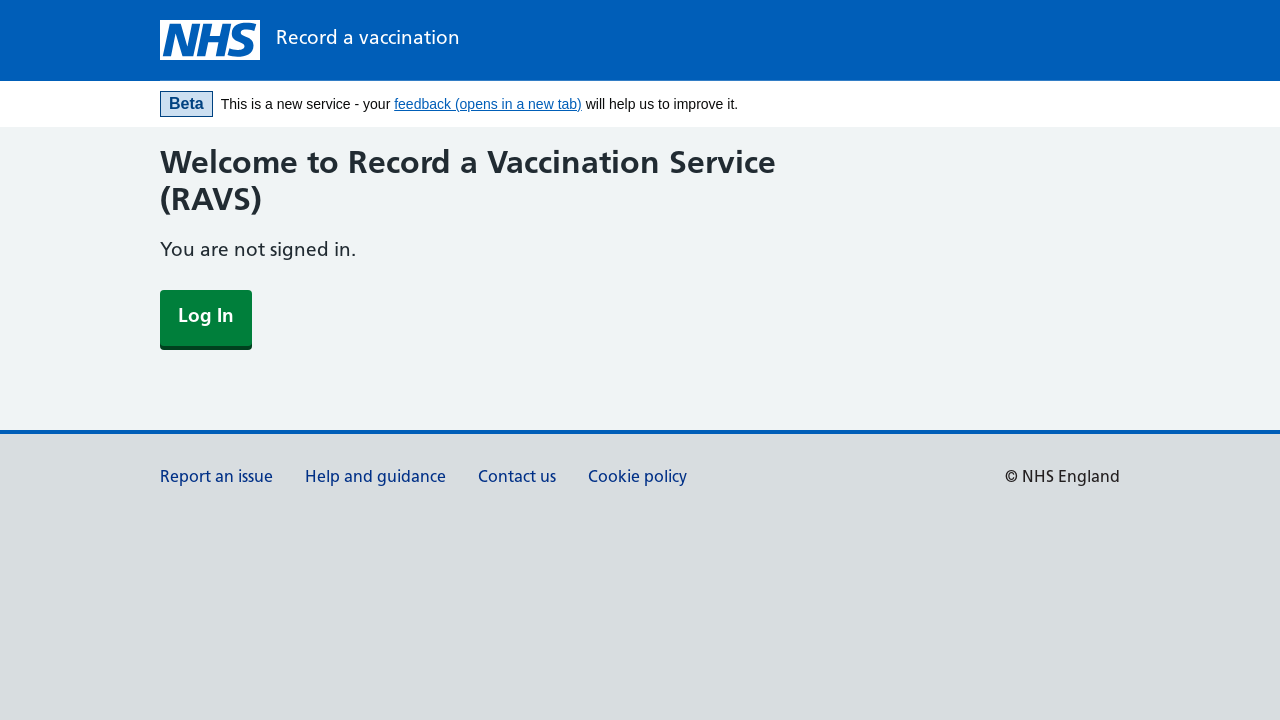 NHS Record a vaccination
Beta This is a new service - your feedback (opens in a new tab) will help us to improve it.
Welcome to Record a Vaccination Service
(RAVS)
You are not signed in.
Log In
Report an issue Help and guidance Contact us Cookie policy © NHS England